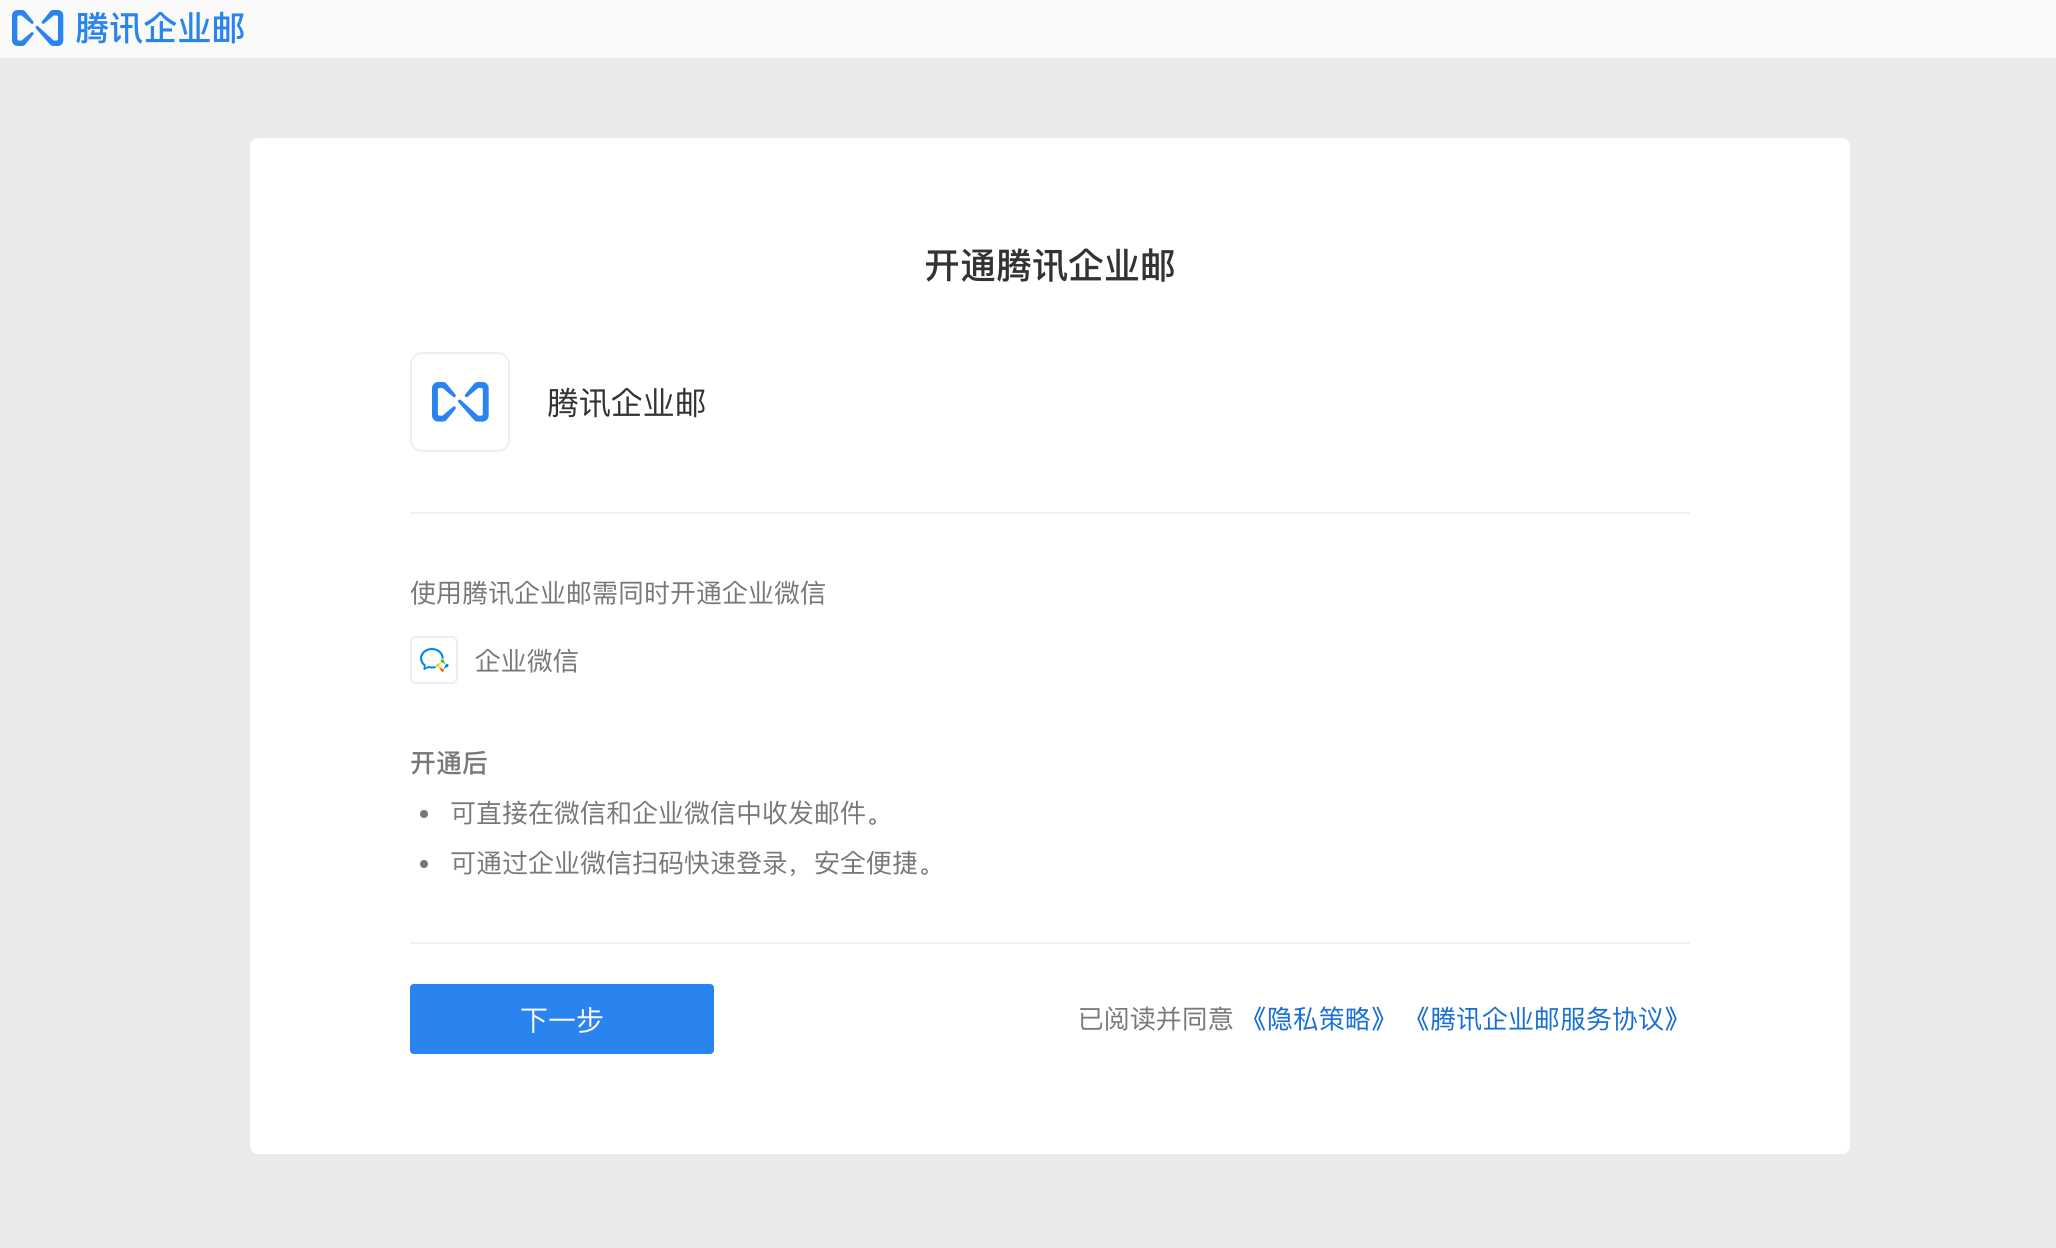 腾讯企业邮
开通腾讯企业邮
腾讯企业邮
使用腾讯企业邮需同时开通企业微信
企业微信
开通后
• 可直接在微信和企业微信中收发邮件。
• 可通过企业微信扫码快速登录，安全便捷。
下一步
已阅读并同意 《隐私策略》 《腾讯企业邮服务协议》